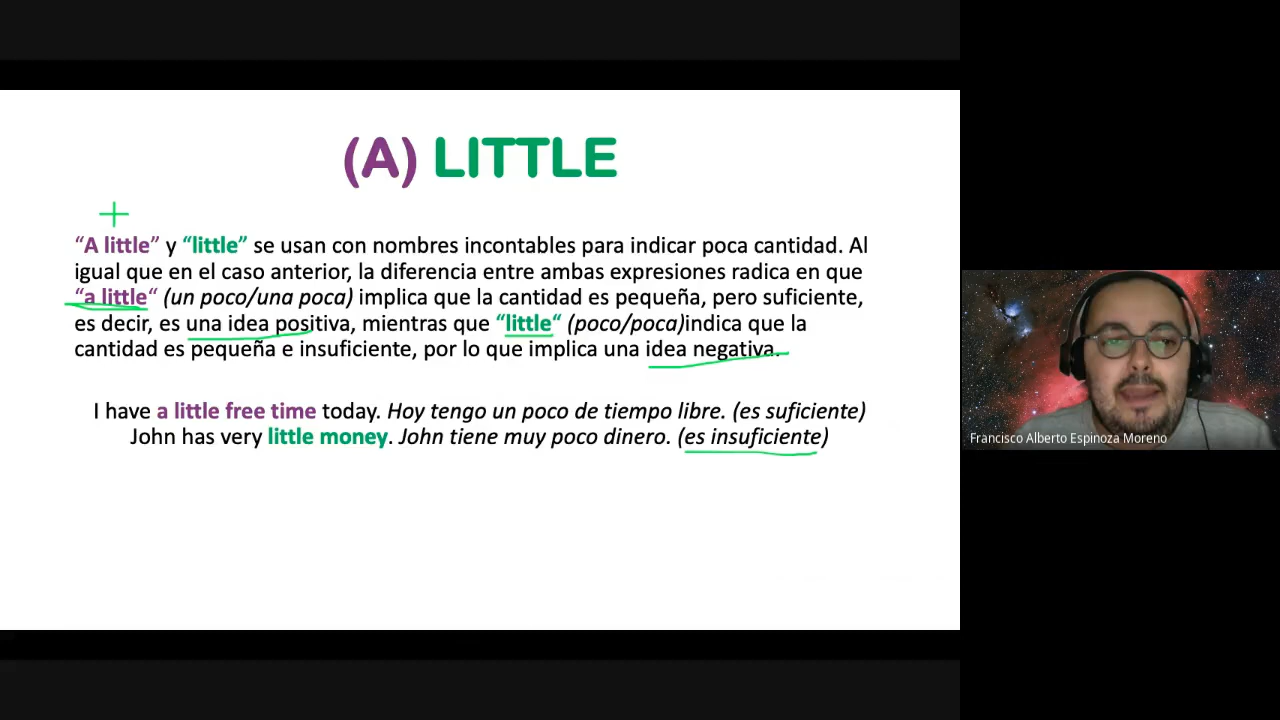 (A) LITTLE
“A little” y “little” se usan con nombres incontables para indicar poca cantidad. Al
igual que en el caso anterior, la diferencia entre ambas expresiones radica en que
“a little“ (un poco/una poca) implica que la cantidad es pequeña, pero suficiente,
es decir, es una idea positiva, mientras que “little“ (poco/poca)indica que la
cantidad es pequeña e insuficiente, por lo que implica una idea negativa.
I have a little free time today. Hoy tengo un poco de tiempo libre. (es suficiente)
John has very little money. John tiene muy poco dinero. (es insuficiente)
Francisco Alberto Espinoza Moreno